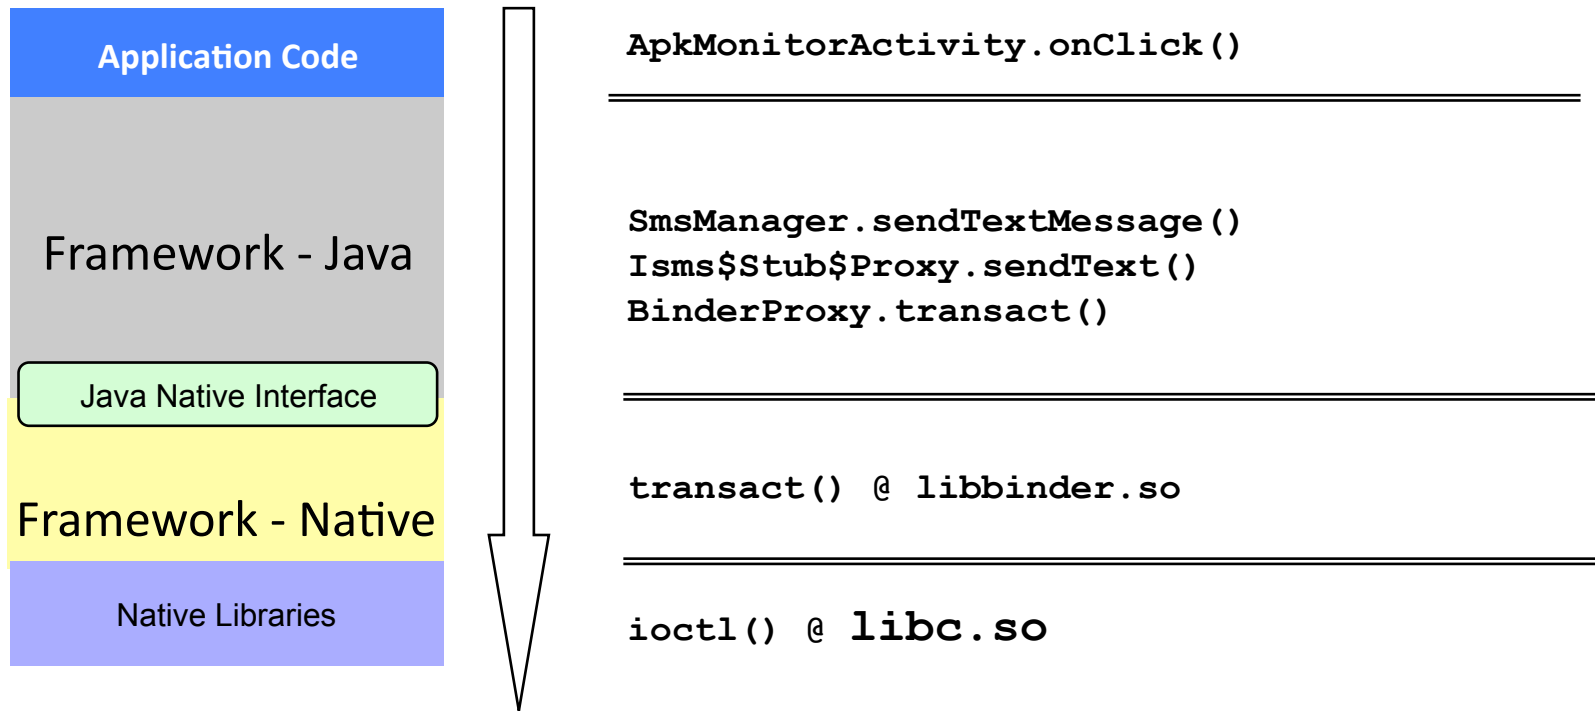 Application Code
ApkMonitorActivity.onClick()
Framework - Java
SmsManager.sendTextMessage()
Isms$Stub$Proxy.sendText()
BinderProxy.transact()
Java Native Interface
Framework - Native
transact() @ libbinder.so
Native Libraries
ioctl() @ libc.so